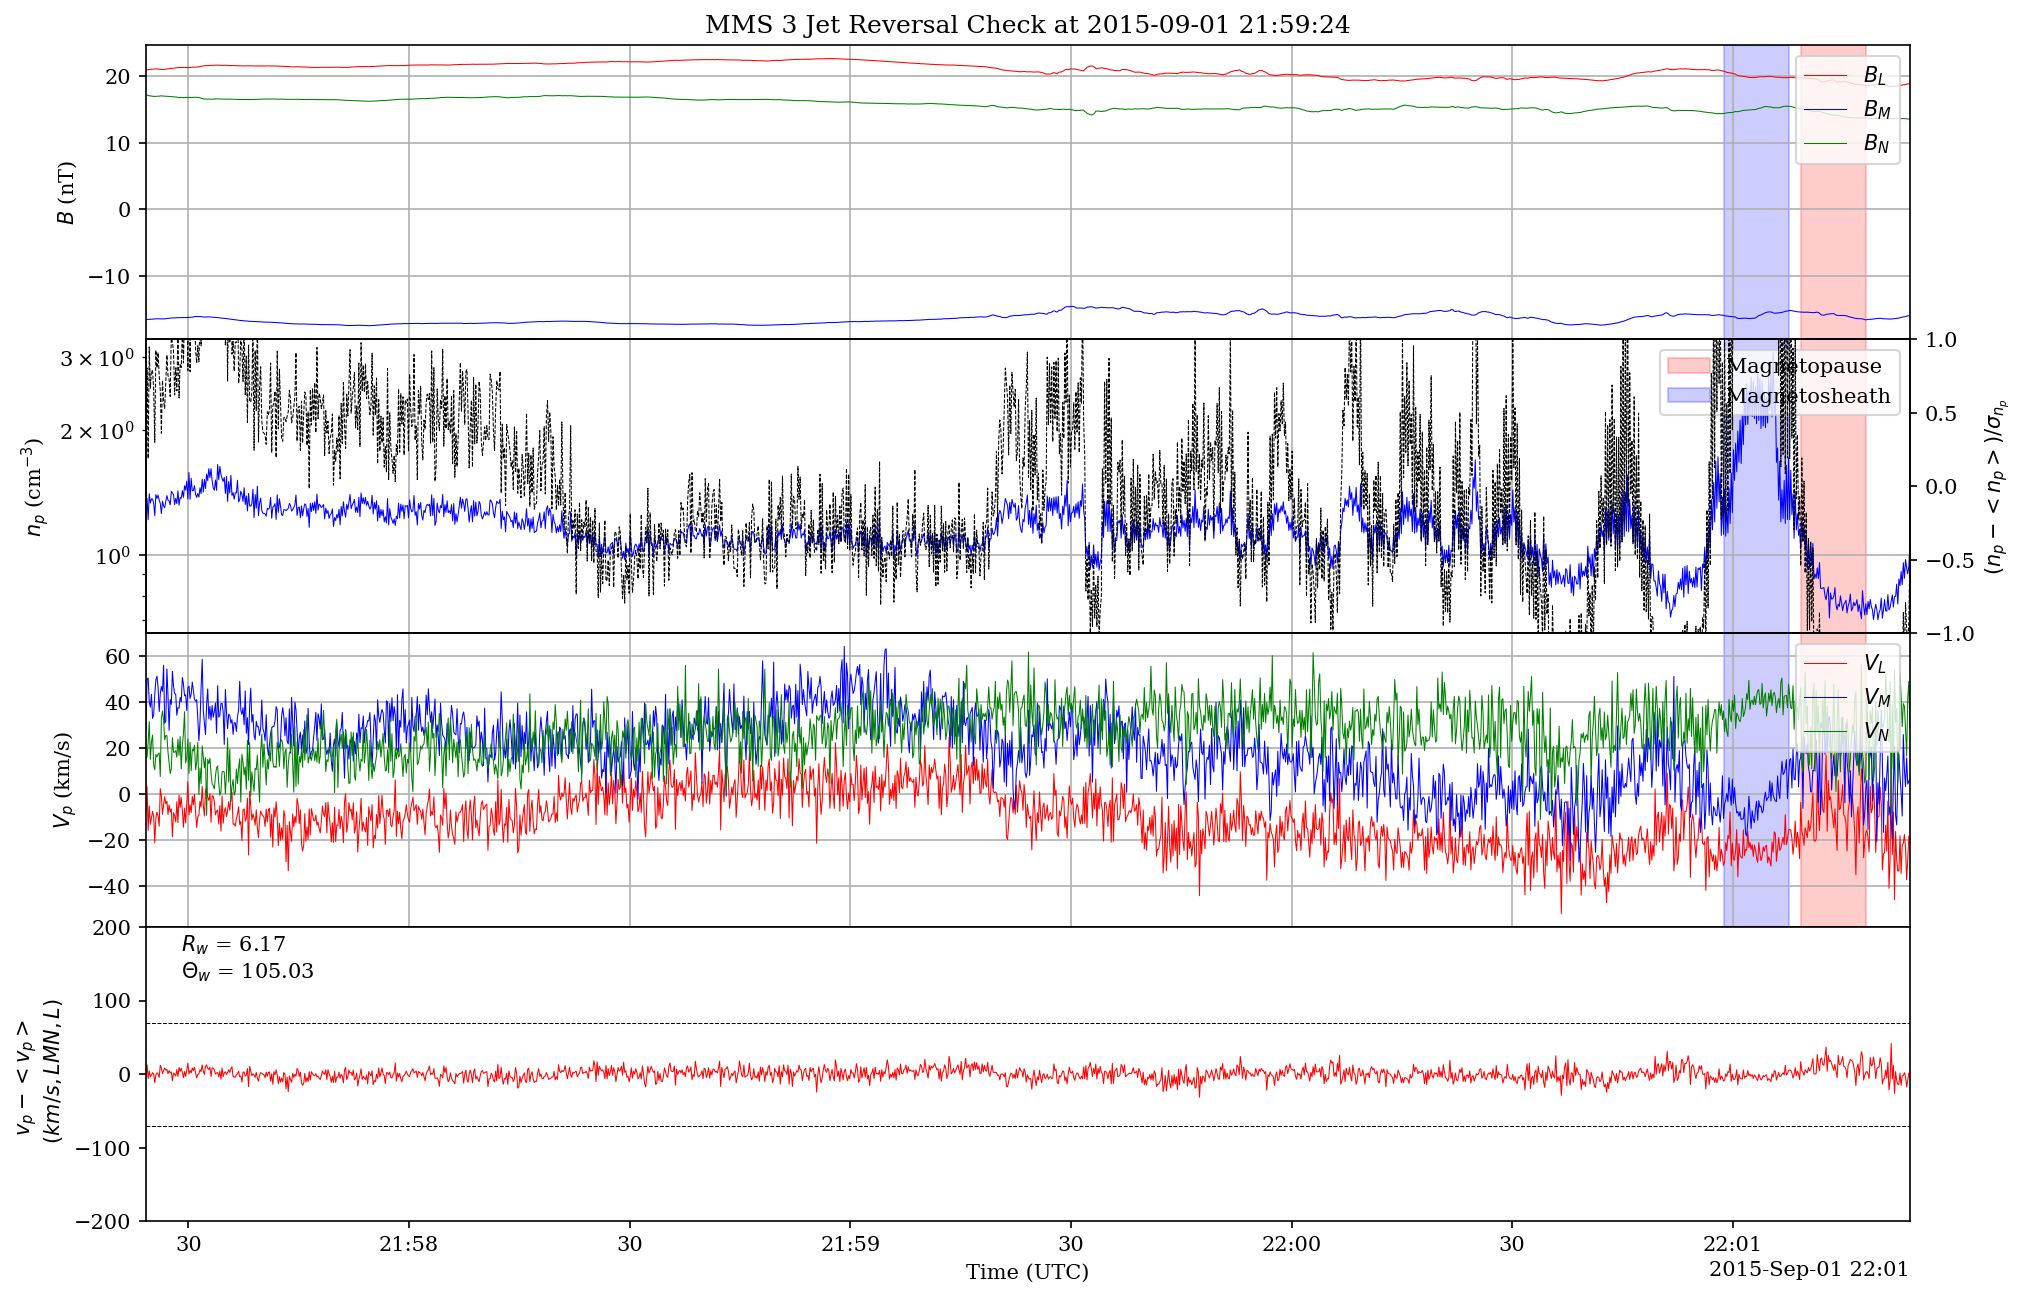 MMS 3 Jet Reversal Check at 2015-09-01 21:59:24
20
10
0
−10
B (nT)
B_L
B_M
B_N
3 × 10^0
2 × 10^0
10^0
n_p (cm^−3)
Magnetopause
Magnetosheath
1.0
0.5
0.0
−0.5
−1.0
(n_p − < n_p >)/σ_{n_p}
60
40
20
0
−20
−40
V_p (km/s)
V_L
V_M
V_N
200
100
0
−100
−200
v_p − < v_p >
(km/s, LMN, L)
R_w = 6.17
Θ_w = 105.03
30 21:58 30 21:59 30 22:00 30 22:01
Time (UTC)
2015-Sep-01 22:01